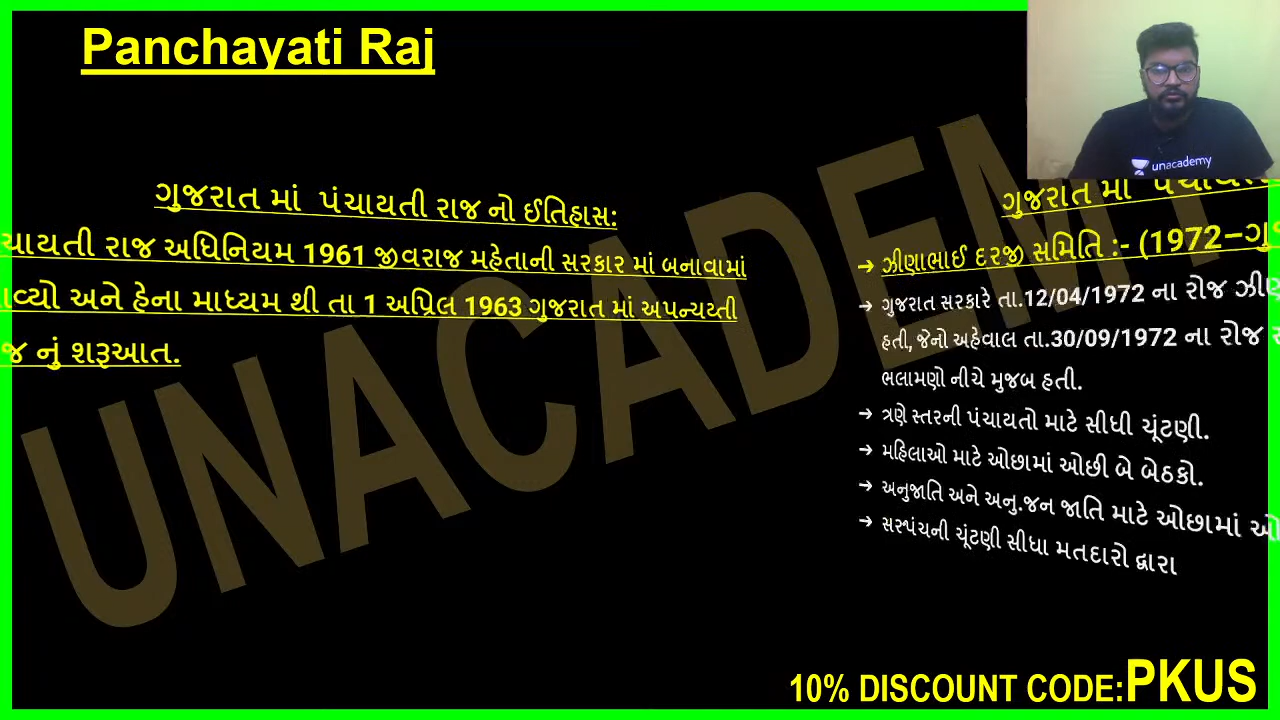 Panchayati Raj
unacademy
ગુજરાત માં પંચાયતી રાજ નો ઈતિહાસ:
ચાયતી રાજ અધિનિયમ 1961 જીવરાજ મહેતાની સરકાર માં બનાવામાં
વ્યો અને હેના માધ્યમ થી તા 1 અપ્રિલ 1963 ગુજરાત માં અપન્ચય્તી
જ નું શરૂઆત.
ગુજરાત માં
→ ઝીણાભાઈ દરજી સમિતિ :- (1972–ગુ
→ ગુજરાત સરકારે તા.12/04/1972 ના રોજ ઝીણ
હતી, જેનો અહેવાલ તા.30/09/1972 ના રોજ
ભલામણો નીચે મુજબ હતી.
→ ત્રણે સ્તરની પંચાયતો માટે સીધી ચૂંટણી.
→ મહિલાઓ માટે ઓછામાં ઓછી બે બેઠકો.
→ અનુજાતિ અને અનુ.જન જાતિ માટે ઓછામાં ઓ
→ સરપંચની ચૂંટણી સીધા મતદારો દ્વારા
UNACADEMY
10% DISCOUNT CODE:PKUS